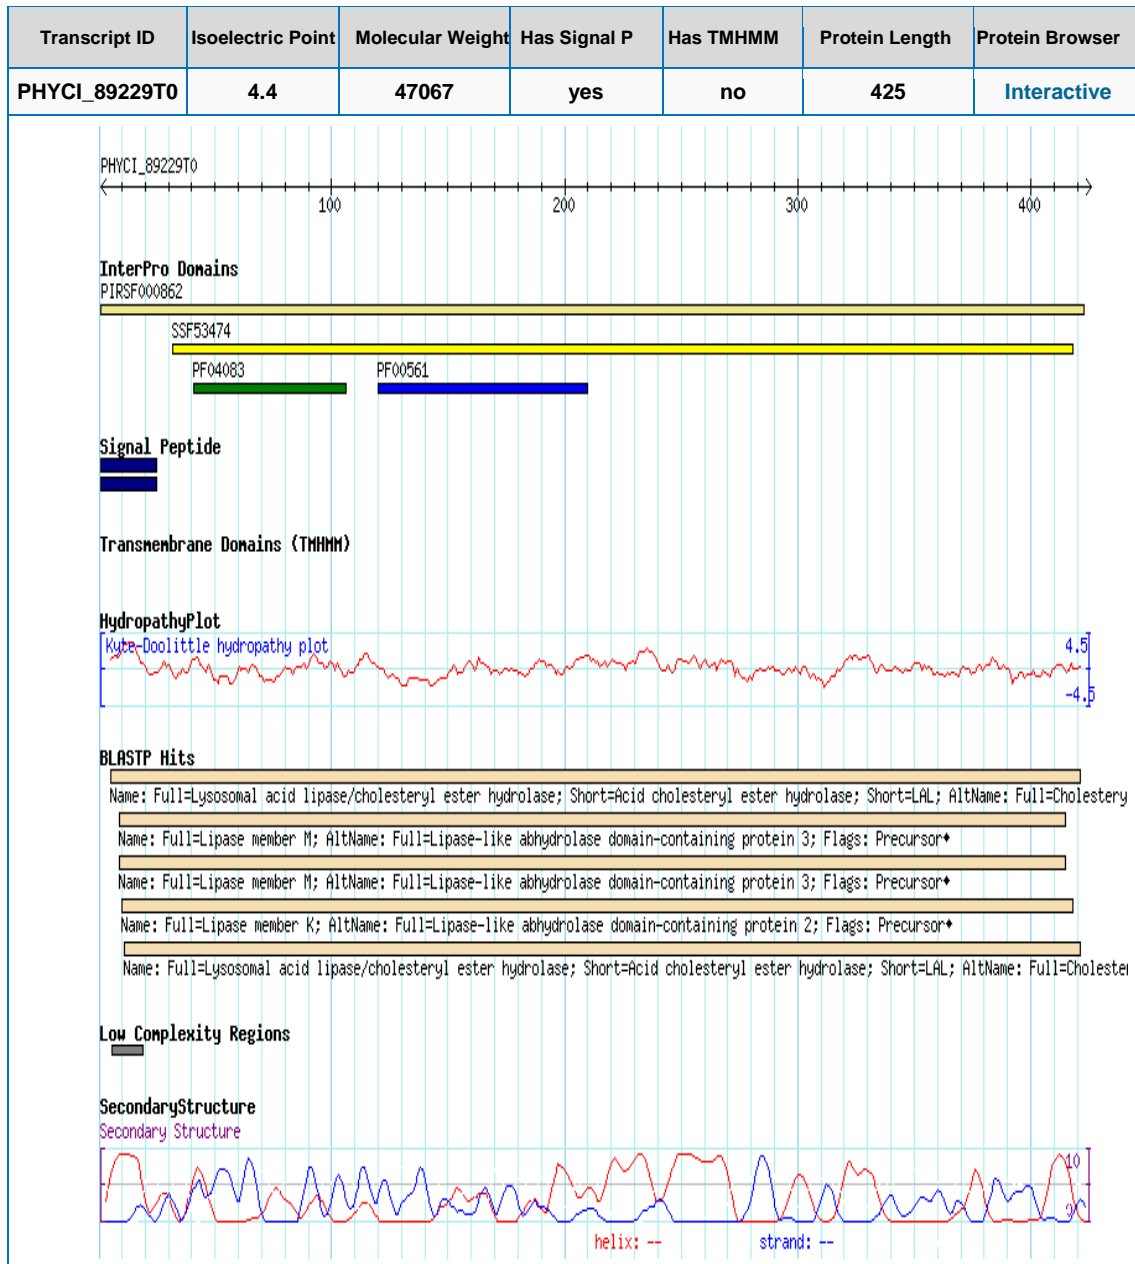 Transcript ID Isoelectric Point Molecular Weight Has Signal P Has TMHMM Protein Length Protein Browser
PHYCI_89229T0 4.4 47067 yes no 425 Interactive
PHYCI_89229T0
100 200 300 400
InterPro Domains
PIRSF000862
SSF53474
PF04083 PF00561
Signal Peptide
Transmembrane Domains (TMHMM)
HydropathyPlot
Kyte-Doolittle hydropathy plot 4.5
-4.5
BLASTP Hits
Name: Full=Lysosomal acid lipase/cholesteryl ester hydrolase; Short=Acid cholesteryl ester hydrolase; Short=LAL; AltName: Full=Cholestery
Name: Full=Lipase member M; AltName: Full=Lipase-like abhydrolase domain-containing protein 3; Flags: Precursor♦
Name: Full=Lipase member M; AltName: Full=Lipase-like abhydrolase domain-containing protein 3; Flags: Precursor♦
Name: Full=Lipase member K; AltName: Full=Lipase-like abhydrolase domain-containing protein 2; Flags: Precursor♦
Name: Full=Lysosomal acid lipase/cholesteryl ester hydrolase; Short=Acid cholesteryl ester hydrolase; Short=LAL; AltName: Full=Cholester
Low Complexity Regions
SecondaryStructure
Secondary Structure
10
helix: -- strand: --